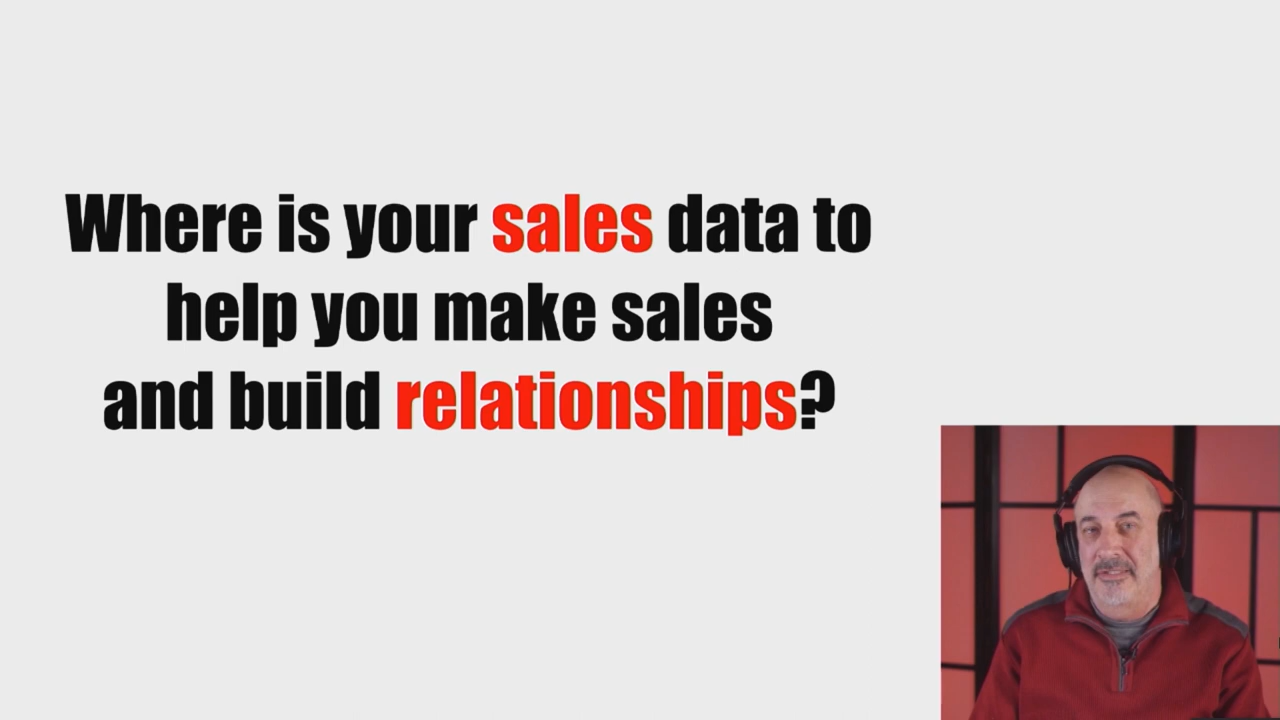 Where is your sales data to
help you make sales
and build relationships?